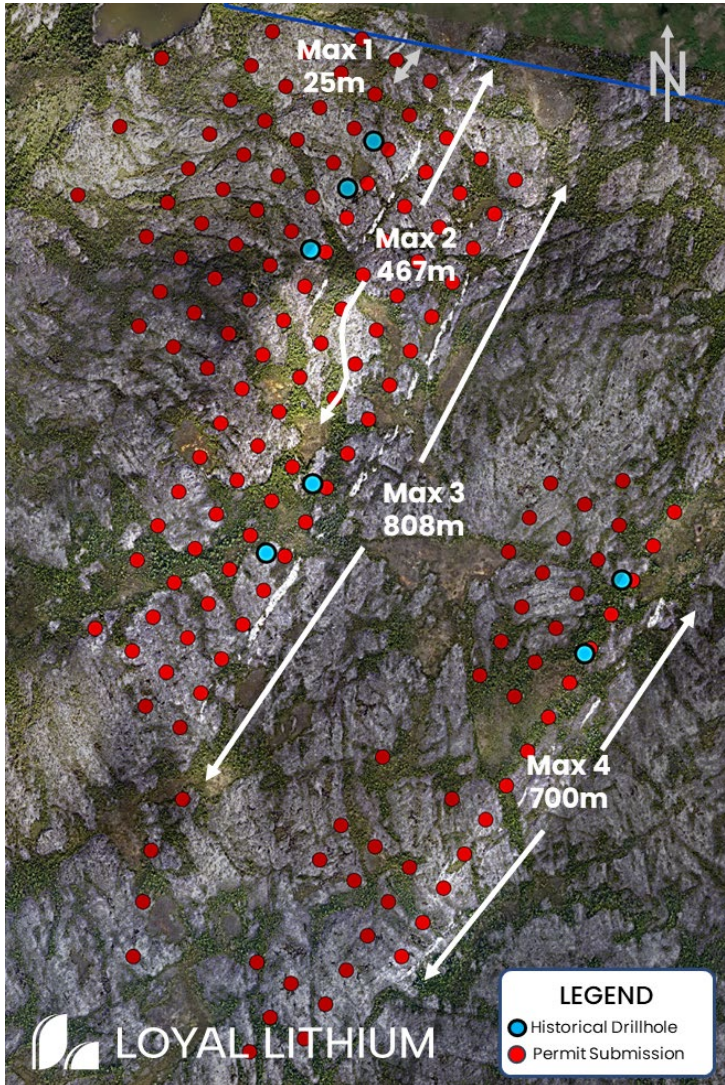 Max 1
25m
N
Max 2
467m
Max 3
808m
Max 4
700m
LEGEND
Historical Drillhole
Permit Submission
LOYAL LITHIUM